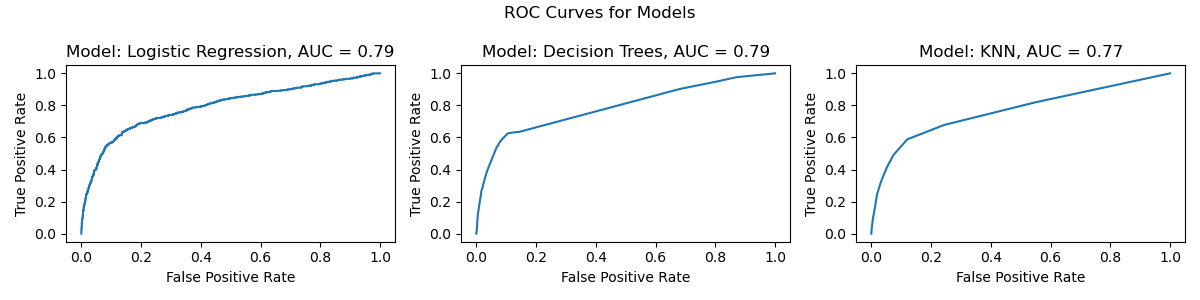 ROC Curves for Models
Model: Logistic Regression, AUC = 0.79
1.0
0.8
0.6
0.4
0.2
0.0
True Positive Rate
0.0 0.2 0.4 0.6 0.8 1.0
False Positive Rate
Model: Decision Trees, AUC = 0.79
1.0
0.8
0.6
0.4
0.2
0.0
True Positive Rate
0.0 0.2 0.4 0.6 0.8 1.0
False Positive Rate
Model: KNN, AUC = 0.77
1.0
0.8
0.6
0.4
0.2
0.0
True Positive Rate
0.0 0.2 0.4 0.6 0.8 1.0
False Positive Rate